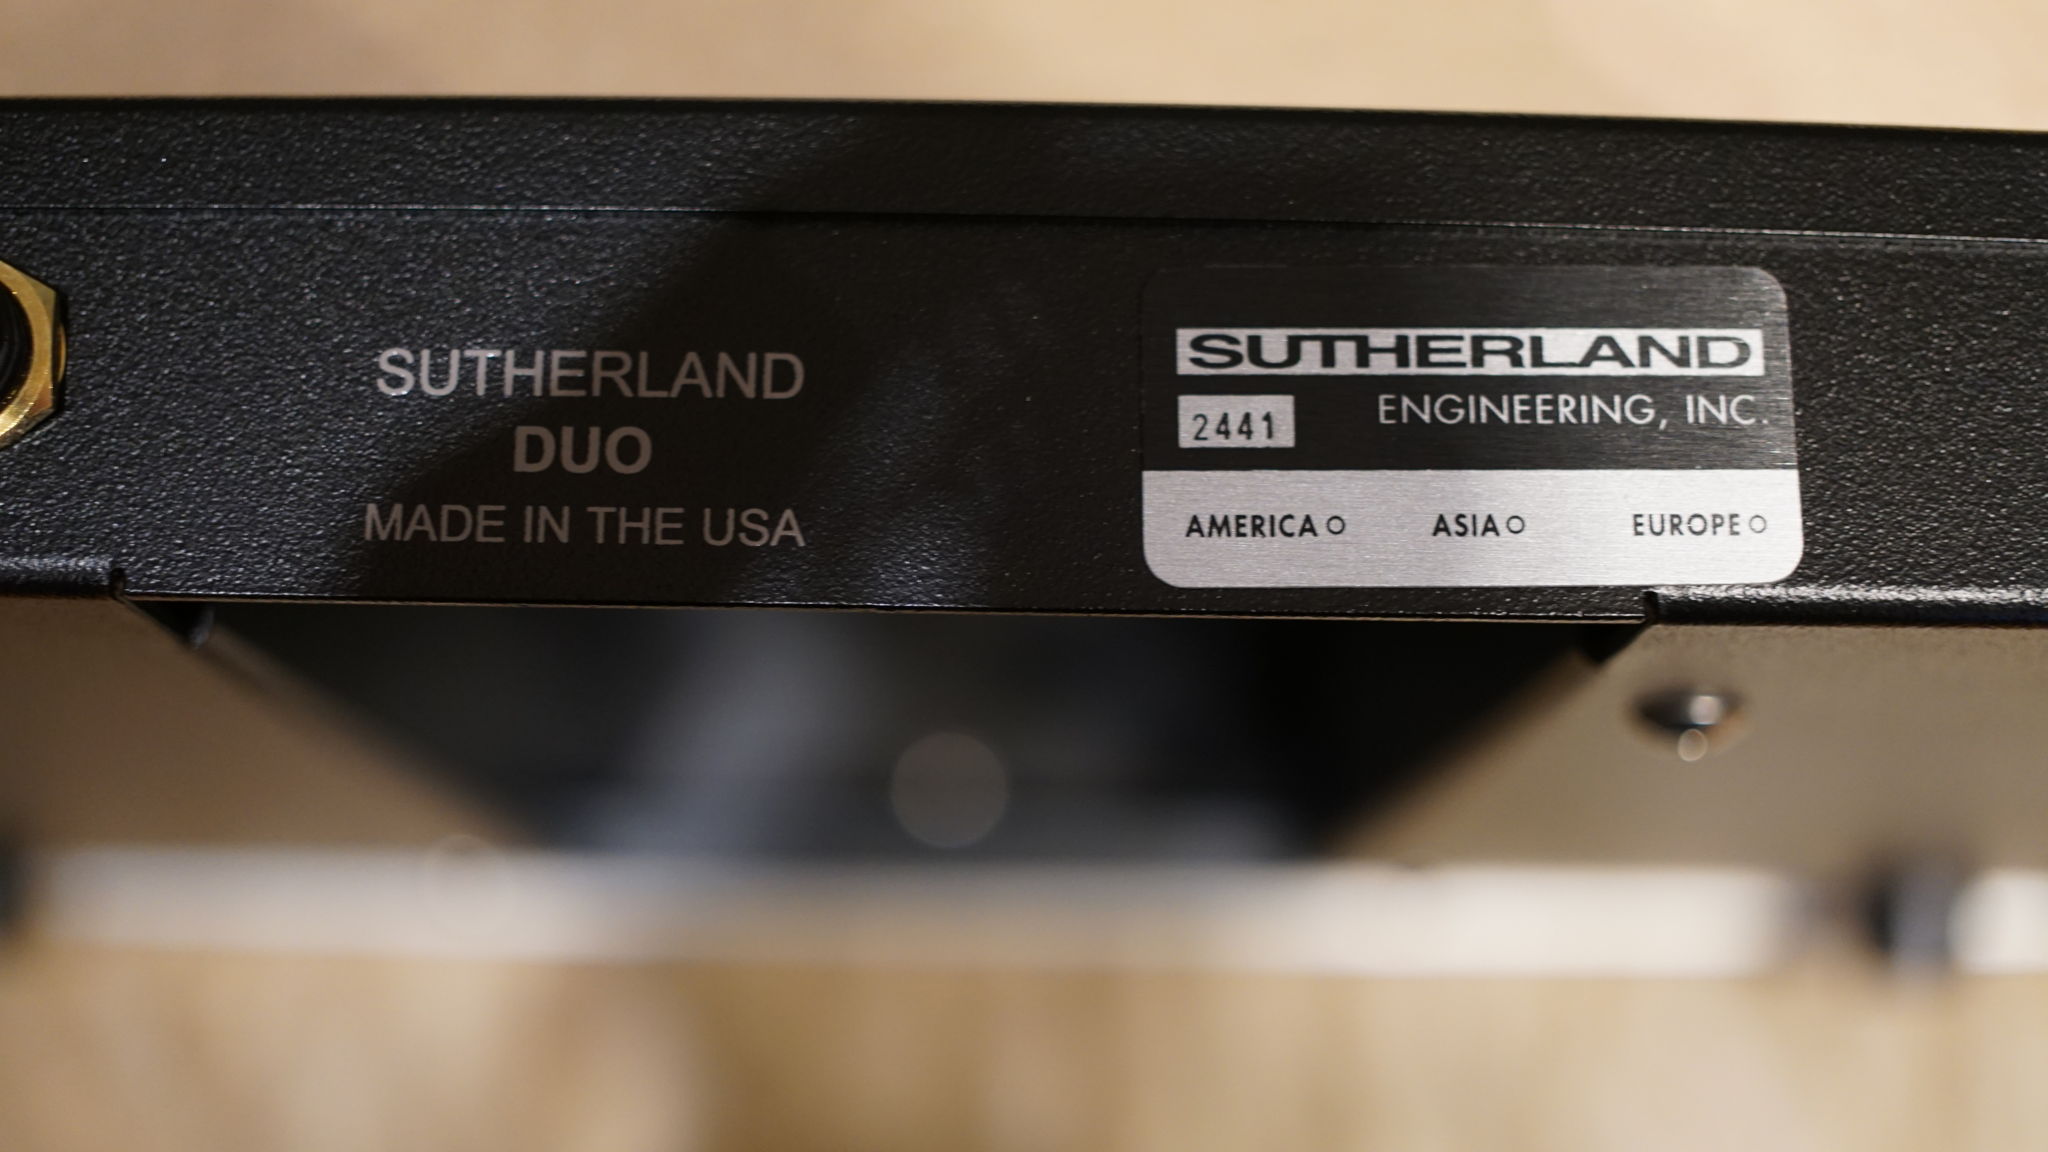 SUTHERLAND
DUO
MADE IN THE USA
SUTHERLAND
ENGINEERING, INC.
2441
AMERICA ASIA EUROPE